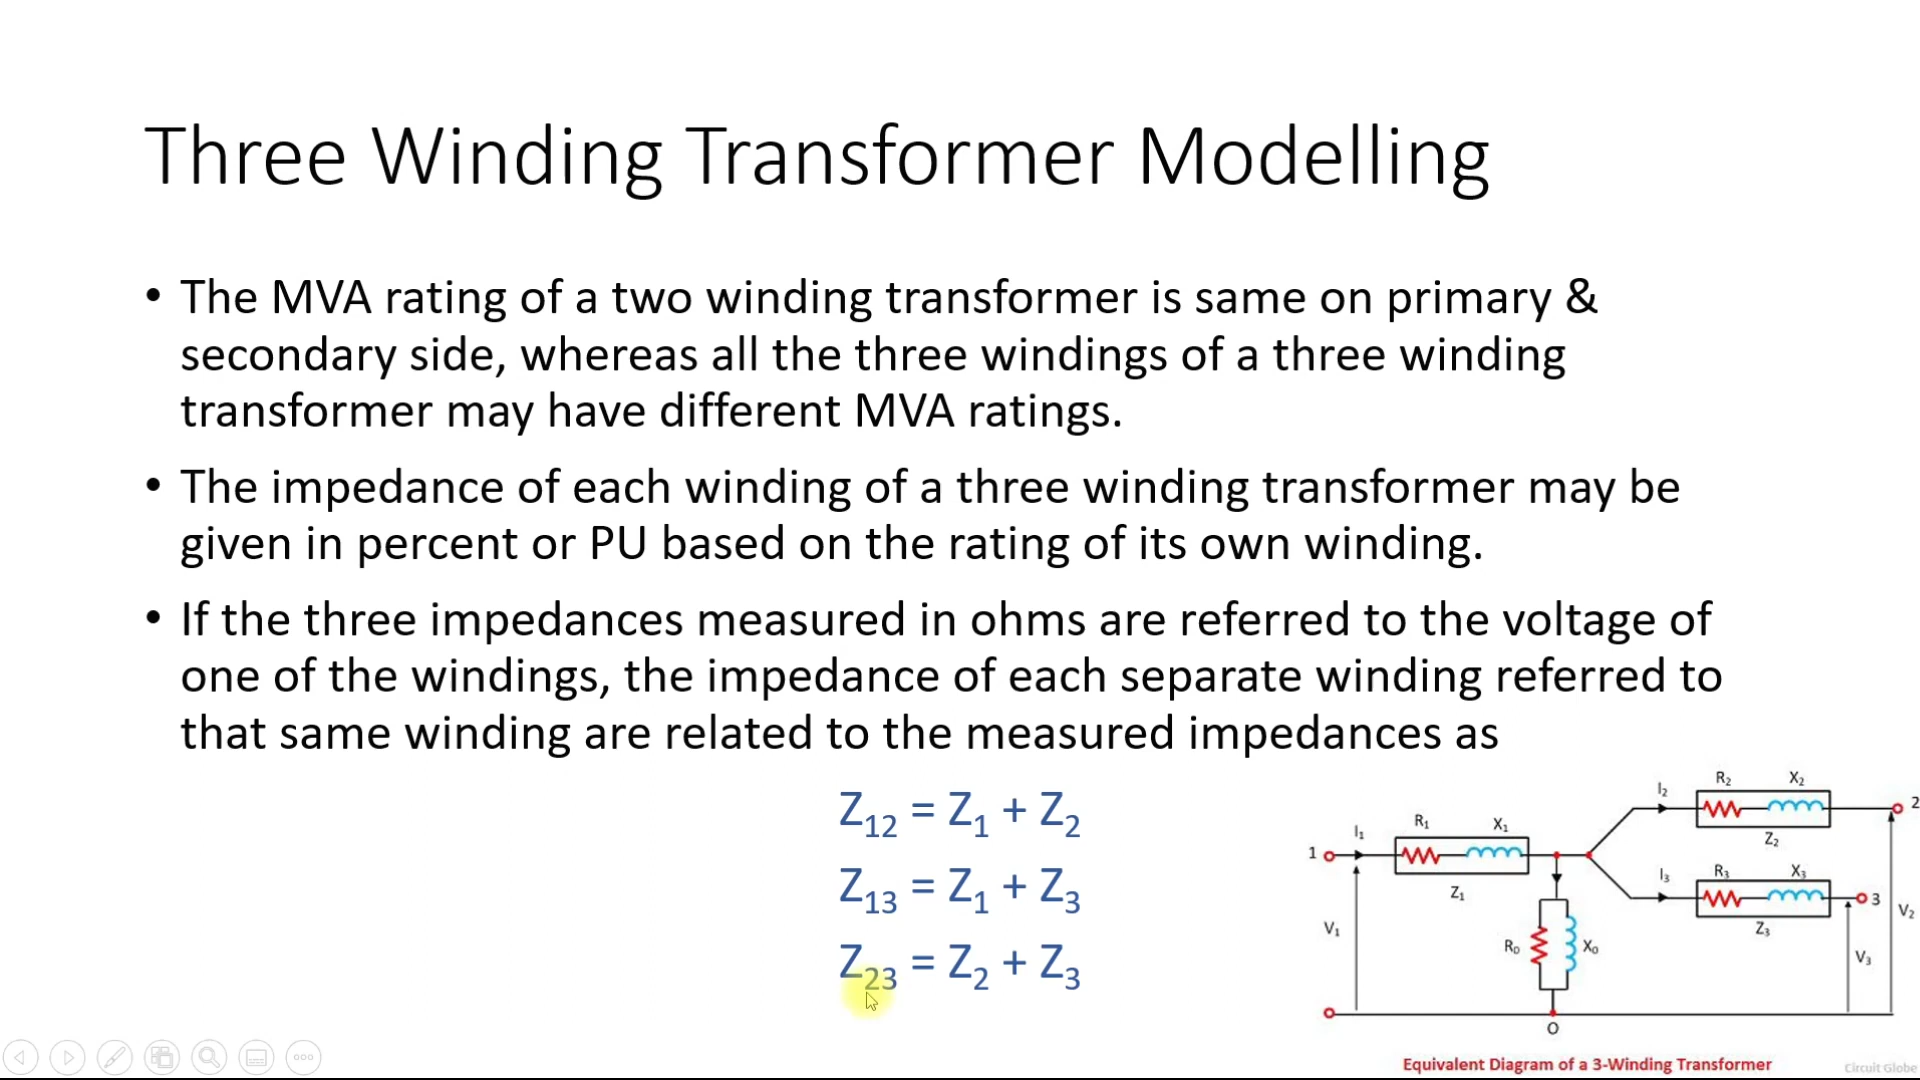 Three Winding Transformer Modelling
• The MVA rating of a two winding transformer is same on primary &
secondary side, whereas all the three windings of a three winding
transformer may have different MVA ratings.
• The impedance of each winding of a three winding transformer may be
given in percent or PU based on the rating of its own winding.
• If the three impedances measured in ohms are referred to the voltage of
one of the windings, the impedance of each separate winding referred to
that same winding are related to the measured impedances as
Z₁₂ = Z₁ + Z₂
Z₁₃ = Z₁ + Z₃
Z₂₃ = Z₂ + Z₃
R₂ X₂
I₂
2
Z₂
R₁ X₁
I₁
1
Z₁
R₃ X₃
I₃
3
Z₃
V₁
R₀ X₀
V₂
V₃
O
Equivalent Diagram of a 3-Winding Transformer
Circuit Globe